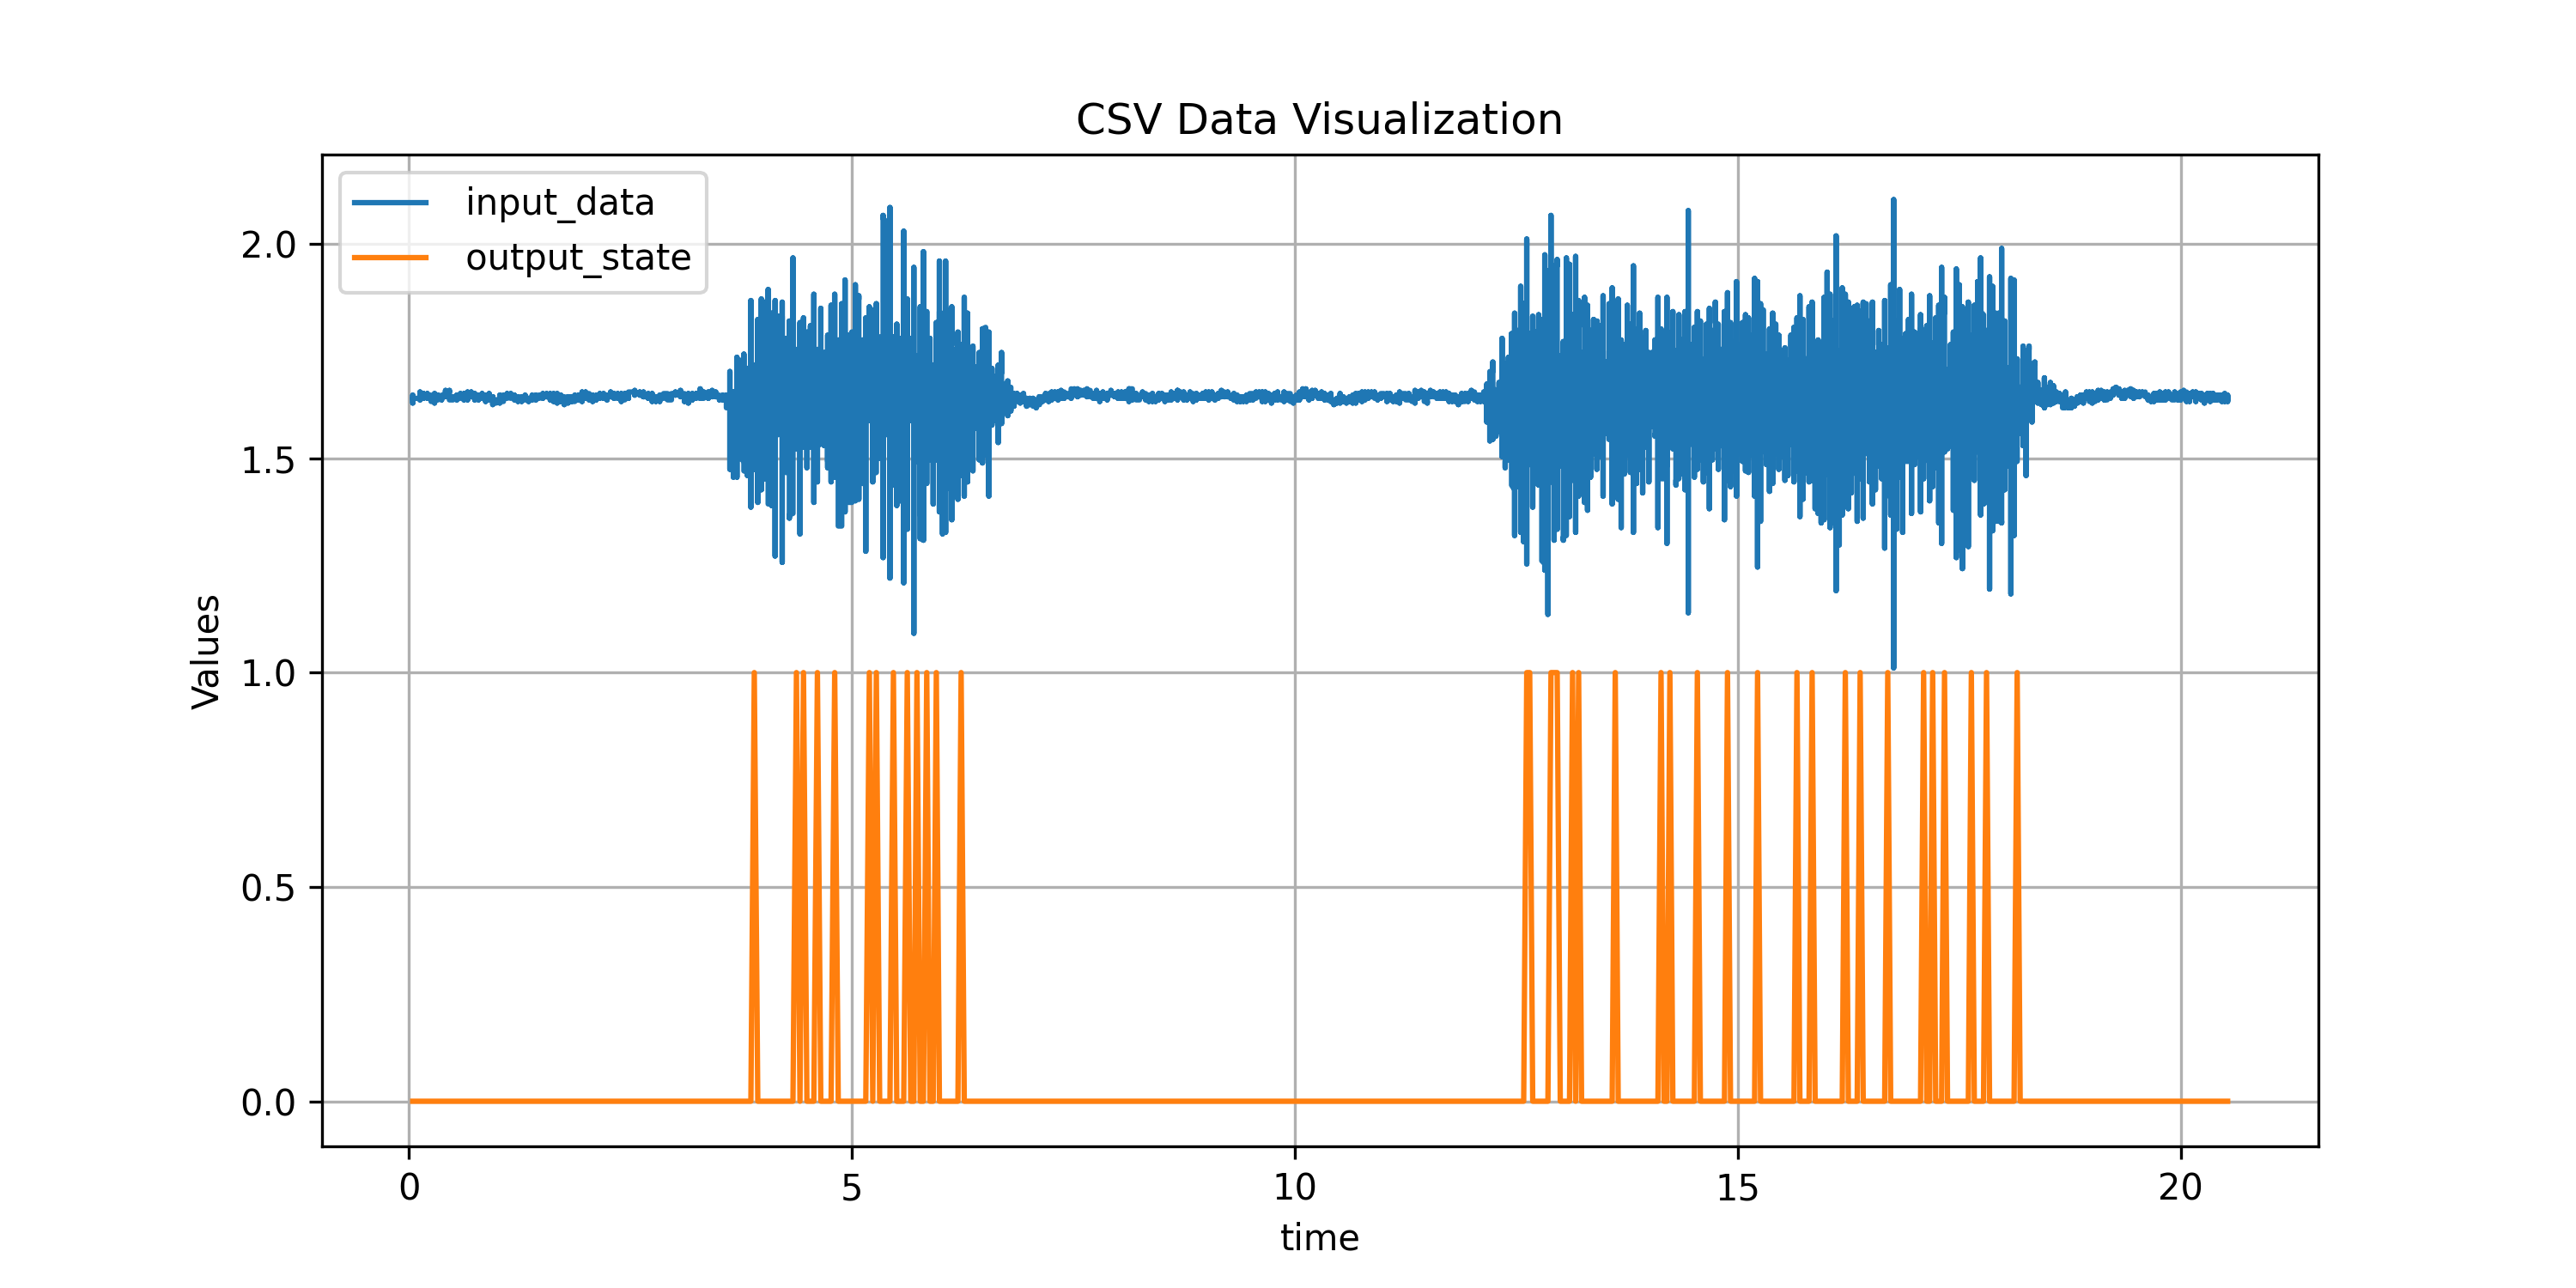 CSV Data Visualization
input_data
output_state
Values
2.0
1.5
1.0
0.5
0.0
0 5 10 15 20
time